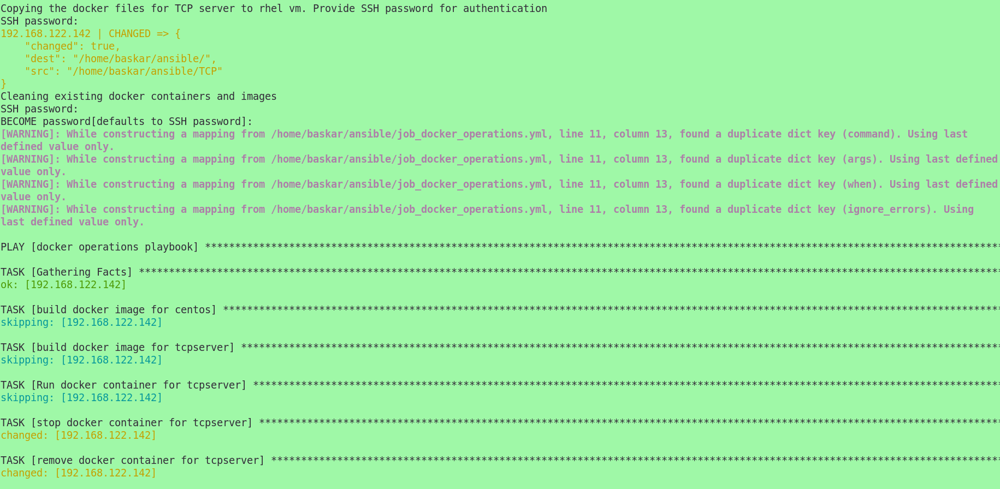 Copying the docker files for TCP server to rhel vm. Provide SSH password for authentication
SSH password:
192.168.122.142 | CHANGED => {
    "changed": true,
    "dest": "/home/baskar/ansible/",
    "src": "/home/baskar/ansible/TCP"
}
Cleaning existing docker containers and images
SSH password:
BECOME password[defaults to SSH password]:
[WARNING]: While constructing a mapping from /home/baskar/ansible/job_docker_operations.yml, line 11, column 13, found a duplicate dict key (command). Using last
defined value only.
[WARNING]: While constructing a mapping from /home/baskar/ansible/job_docker_operations.yml, line 11, column 13, found a duplicate dict key (args). Using last defined
value only.
[WARNING]: While constructing a mapping from /home/baskar/ansible/job_docker_operations.yml, line 11, column 13, found a duplicate dict key (when). Using last defined
value only.
[WARNING]: While constructing a mapping from /home/baskar/ansible/job_docker_operations.yml, line 11, column 13, found a duplicate dict key (ignore_errors). Using
last defined value only.

PLAY [docker operations playbook] *************************************************************************************************************************************

TASK [Gathering Facts] ************************************************************************************************************************************************
ok: [192.168.122.142]

TASK [build docker image for centos] **********************************************************************************************************************************
skipping: [192.168.122.142]

TASK [build docker image for tcpserver] *******************************************************************************************************************************
skipping: [192.168.122.142]

TASK [Run docker container for tcpserver] *****************************************************************************************************************************
skipping: [192.168.122.142]

TASK [stop docker container for tcpserver] ****************************************************************************************************************************
changed: [192.168.122.142]

TASK [remove docker container for tcpserver] **************************************************************************************************************************
changed: [192.168.122.142]